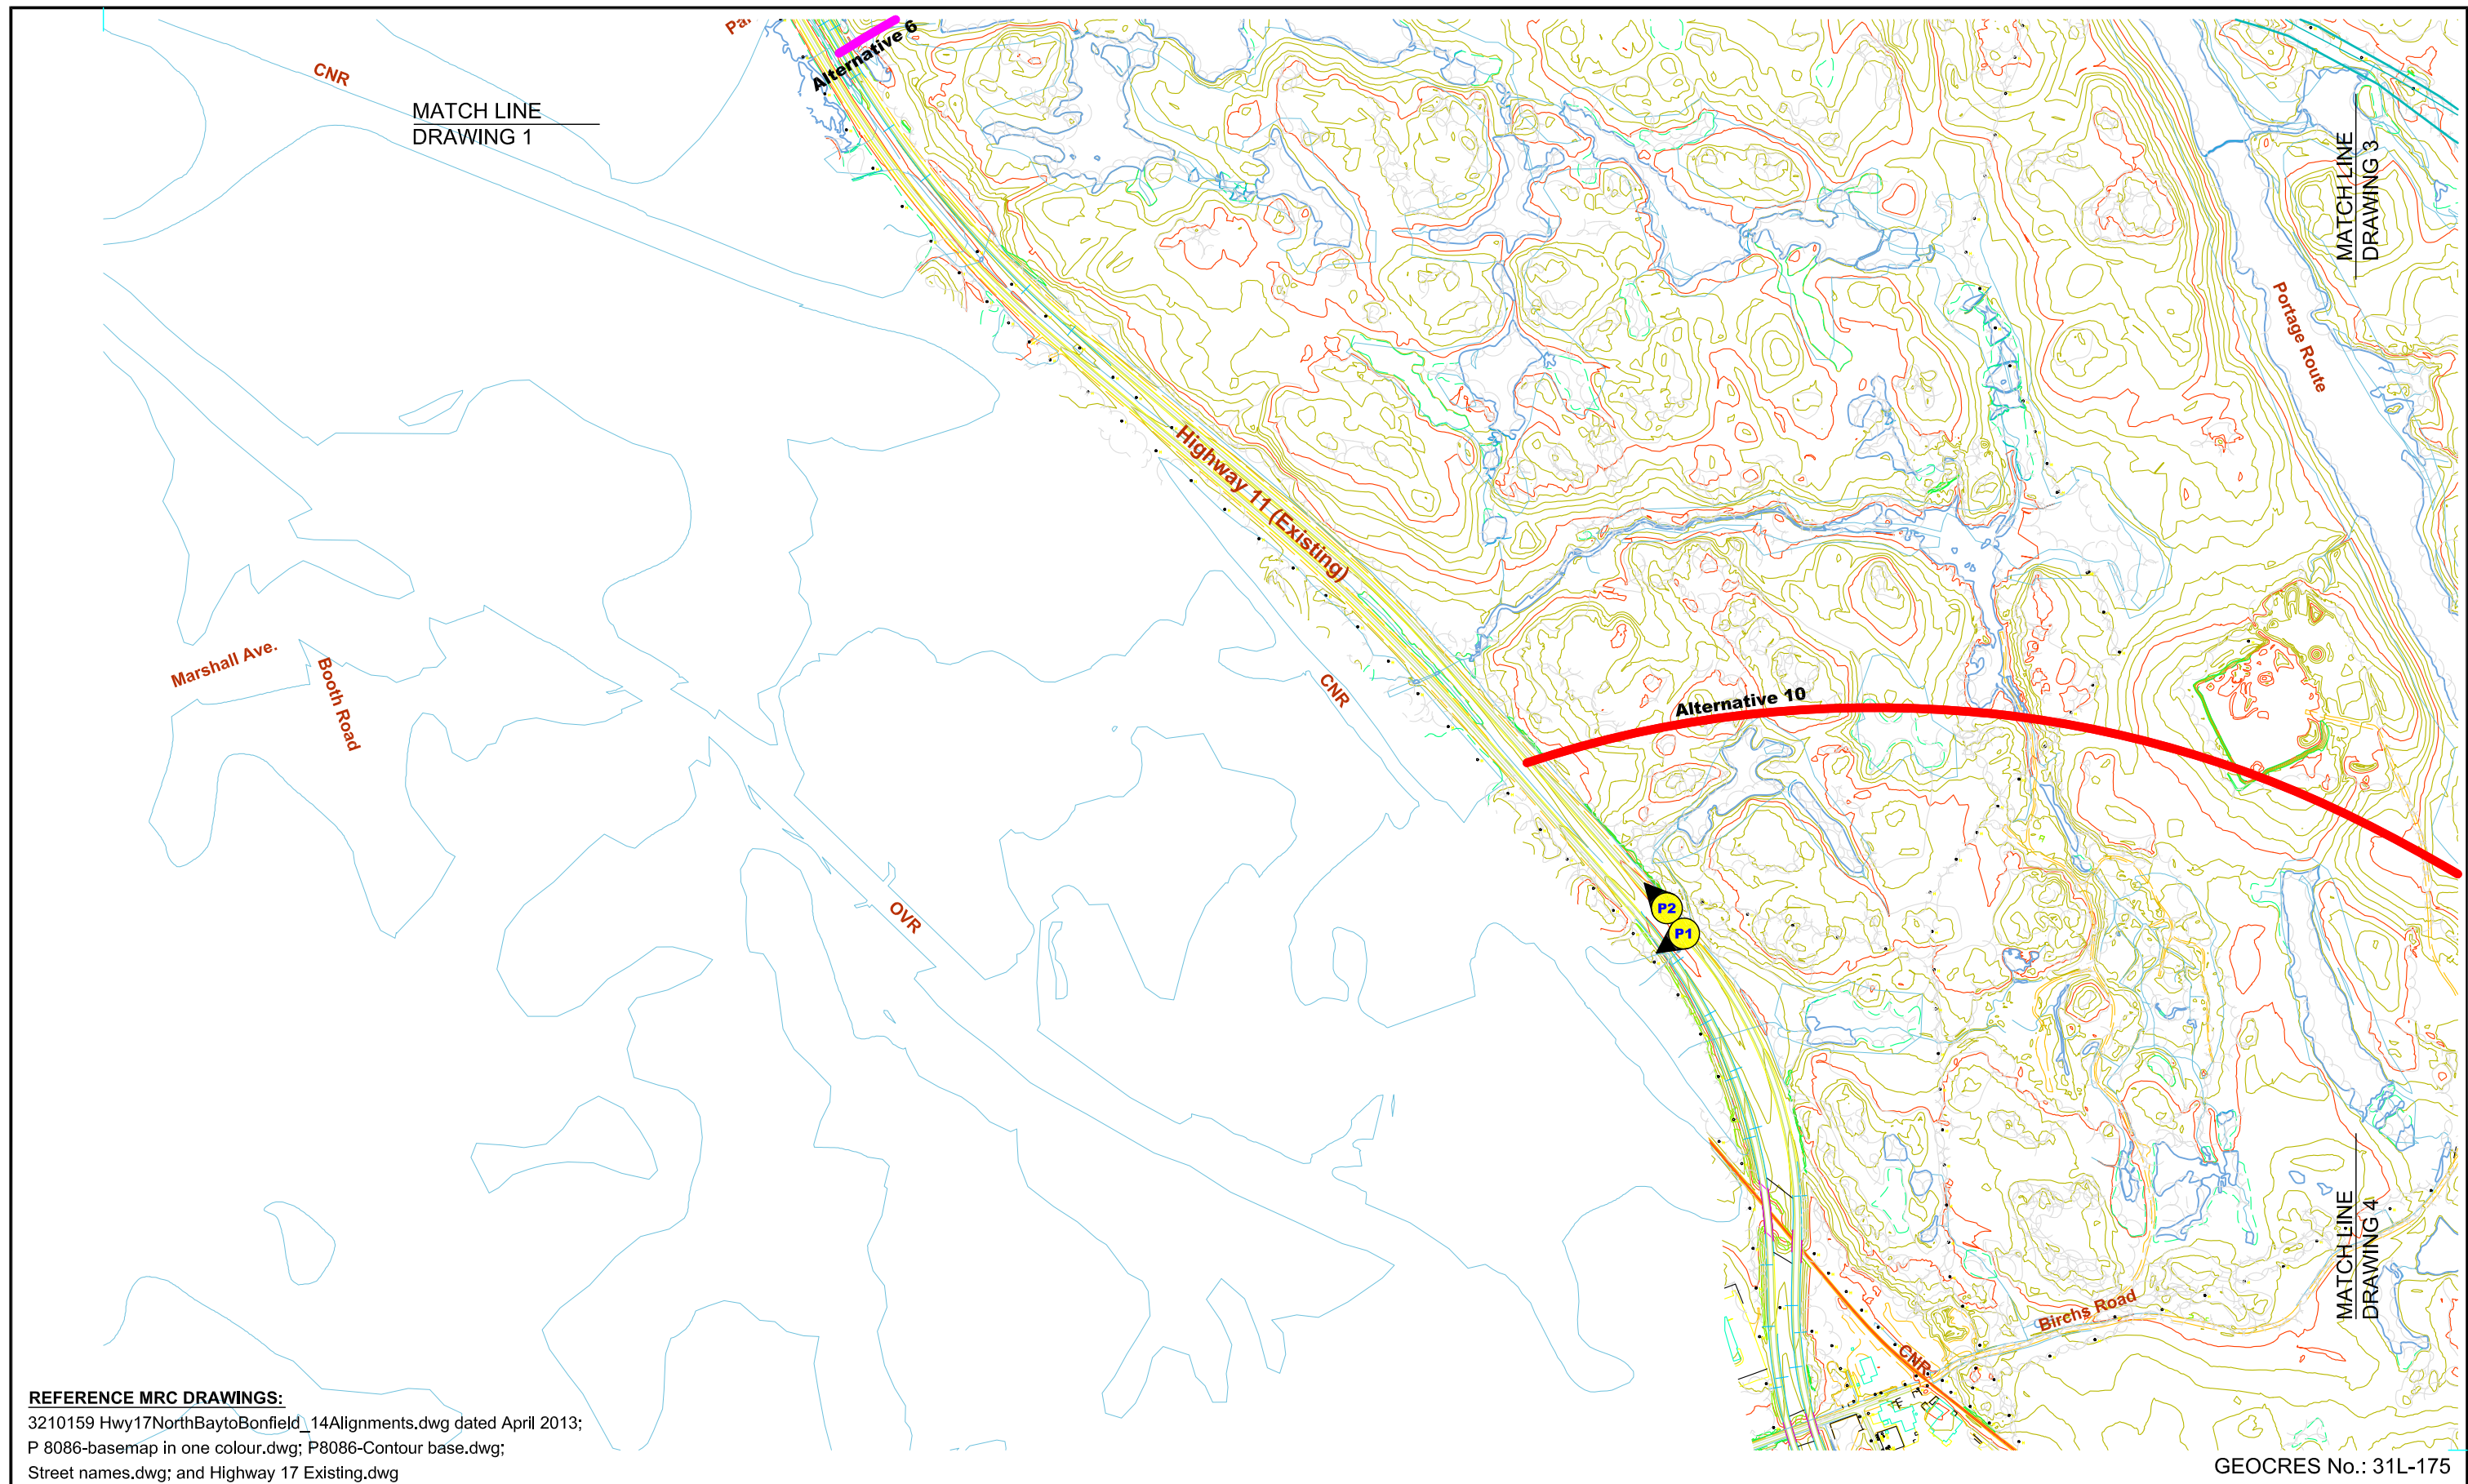 Alternative 6
CNR
MATCH LINE
DRAWING 1
MATCH LINE
DRAWING 3
Portage Route
Highway 11 (Existing)
Marshall Ave.
Booth Road
CNR
Alternative 10
OVR
P2
P1
MATCH LINE
DRAWING 4
Birchs Road
CNR
REFERENCE MRC DRAWINGS:
3210159 Hwy17NorthBaytoBonfield_14Alignments.dwg dated April 2013;
P 8086-basemap in one colour.dwg; P8086-Contour base.dwg;
Street names.dwg; and Highway 17 Existing.dwg
GEOCRES No.: 31L-175